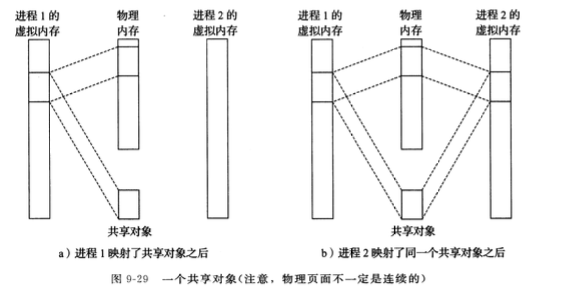 进程1的
虚拟内存
物理
内存
进程2的
虚拟内存
共享对象
a）进程1映射了共享对象之后
进程1的
虚拟内存
物理
内存
进程2的
虚拟内存
共享对象
b）进程2映射了同一个共享对象之后
图 9-29 一个共享对象（注意，物理页面不一定是连续的）